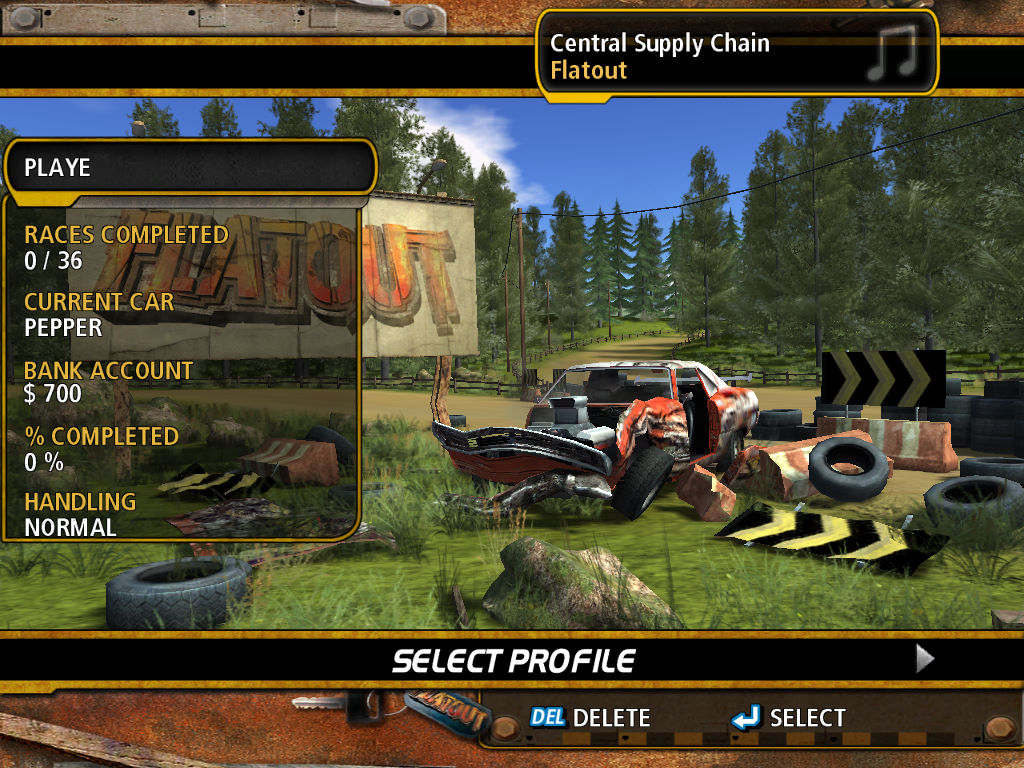 Central Supply Chain
Flatout
PLAYE
FLATOUT
RACES COMPLETED
0 / 36
CURRENT CAR
PEPPER
BANK ACCOUNT
$ 700
% COMPLETED
0 %
HANDLING
NORMAL
SELECT PROFILE
FLATOUT
DEL DELETE
SELECT